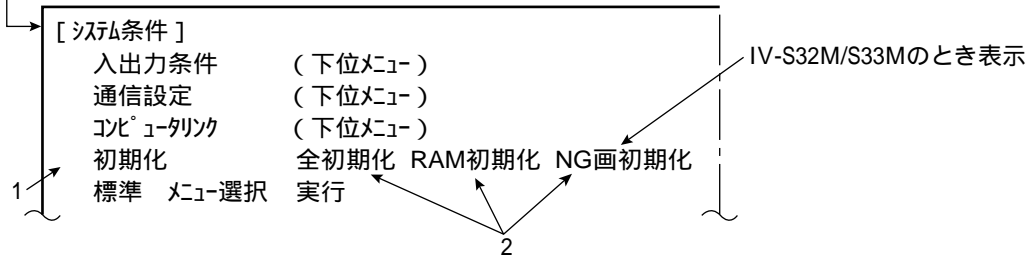 [ ｼｽﾃﾑ条件 ]
入出力条件 ( 下位ﾒﾆｭｰ )
IV-S32M/S33Mのとき表示
通信設定 ( 下位ﾒﾆｭｰ )
ｺﾝﾋﾟｭｰﾀﾘﾝｸ ( 下位ﾒﾆｭｰ )
初期化 全初期化 RAM初期化 NG画初期化
1
標準 ﾒﾆｭｰ選択 実行
2